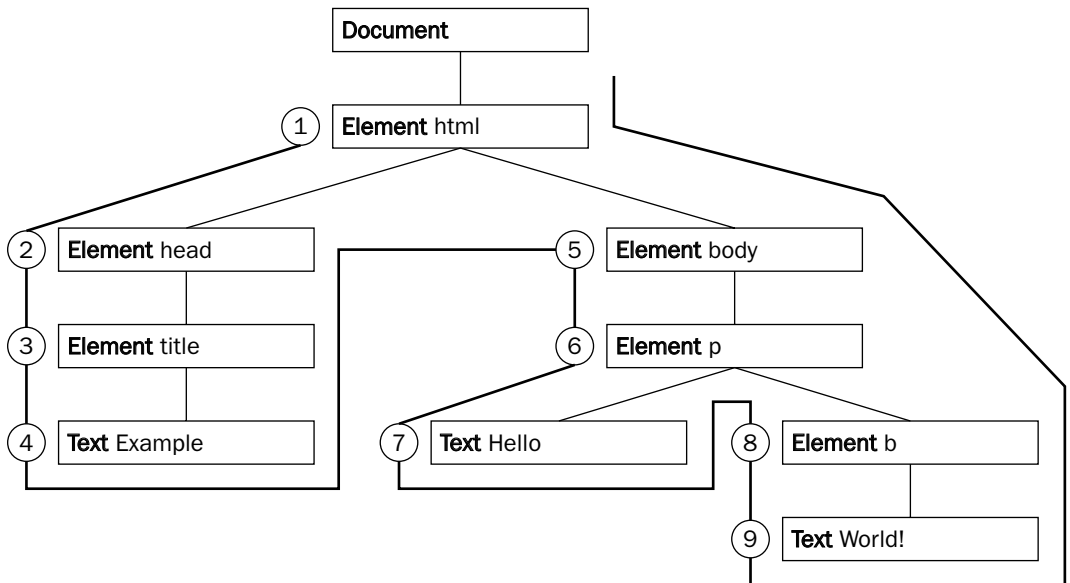 Document
1 Element html
2 Element head
5 Element body
3 Element title
6 Element p
4 Text Example
7 Text Hello
8 Element b
9 Text World!